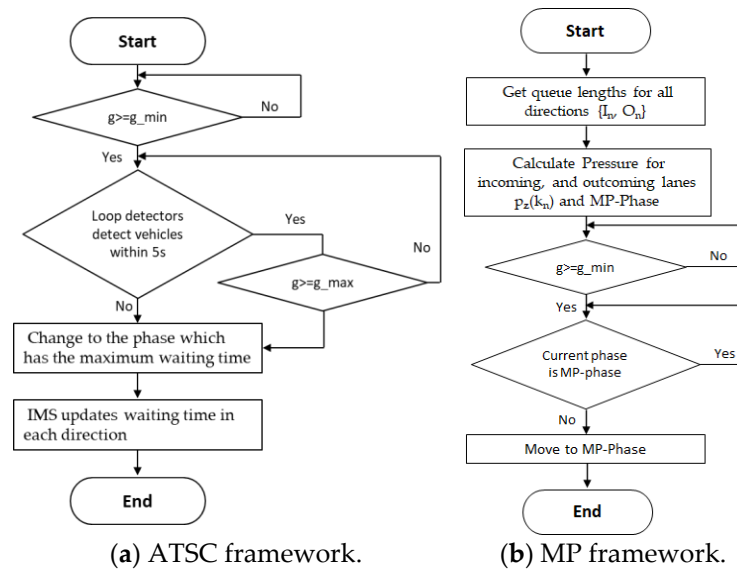 Start
g>=g_min
No
Yes
Loop detectors
detect vehicles
within 5s
Yes
No
g>=g_max
No
Change to the phase which
has the maximum waiting time
IMS updates waiting time in
each direction
End
(a) ATSC framework.
Start
Get queue lengths for all
directions {Iₙ, Oₙ}
Calculate Pressure for
incoming, and outcoming lanes
p_z(kₙ) and MP-Phase
g>=g_min
No
Yes
Current phase
is MP-phase
Yes
No
Move to MP-Phase
End
(b) MP framework.